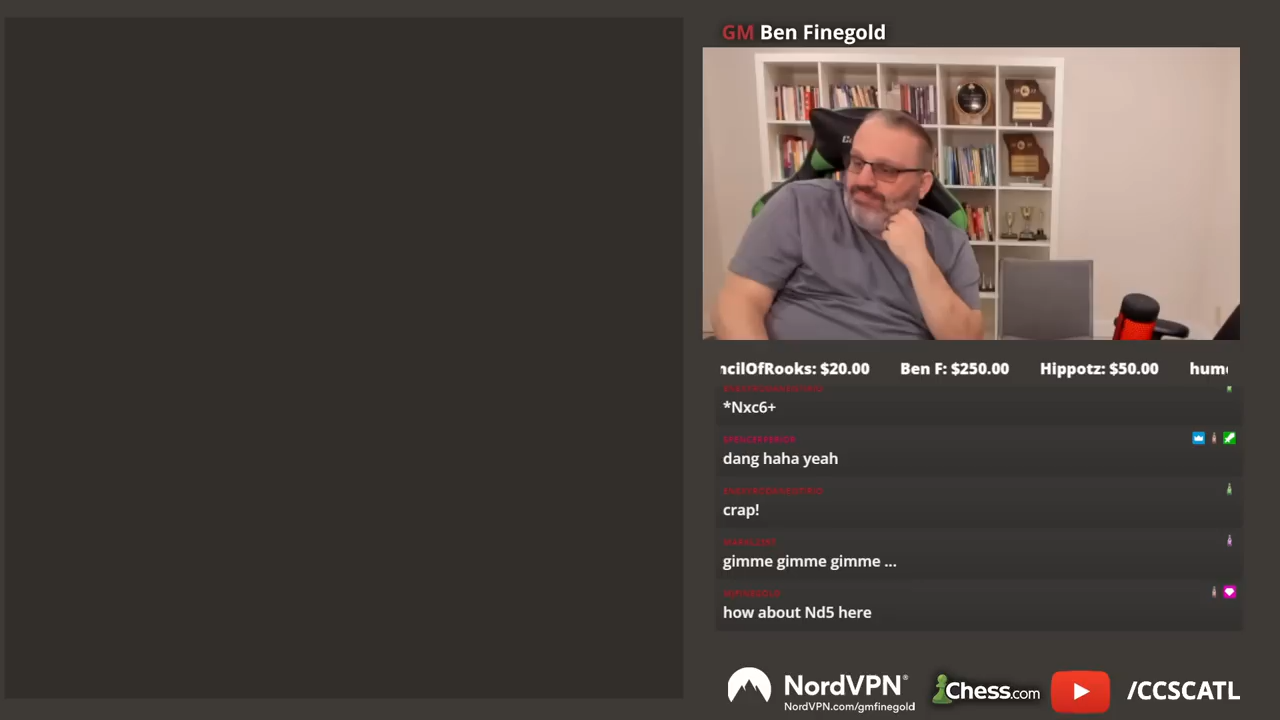 GM Ben Finegold
ncilOfRooks: $20.00 Ben F: $250.00 Hippotz: $50.00 hum
*Nxc6+
dang haha yeah
crap!
gimme gimme gimme ...
how about Nd5 here
NordVPN®
NordVPN.com/gmfinegold
Chess.com
/CCSCATL